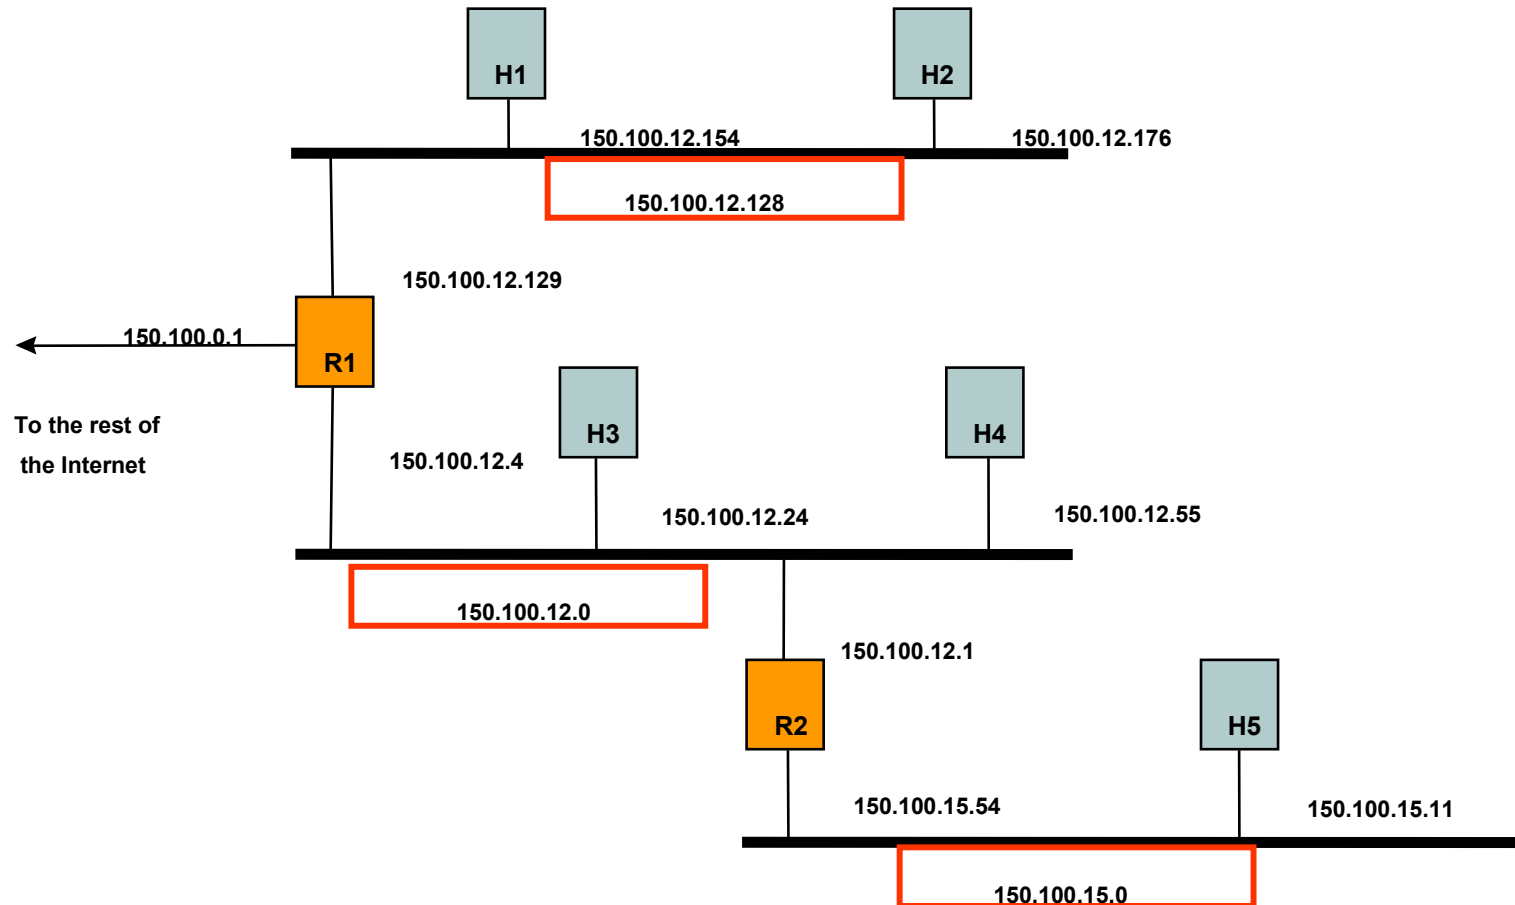 H1
H2
150.100.12.154
150.100.12.176
150.100.12.128
150.100.12.129
150.100.0.1
R1
To the rest of
the Internet
H3
H4
150.100.12.4
150.100.12.24
150.100.12.55
150.100.12.0
150.100.12.1
R2
H5
150.100.15.54
150.100.15.11
150.100.15.0